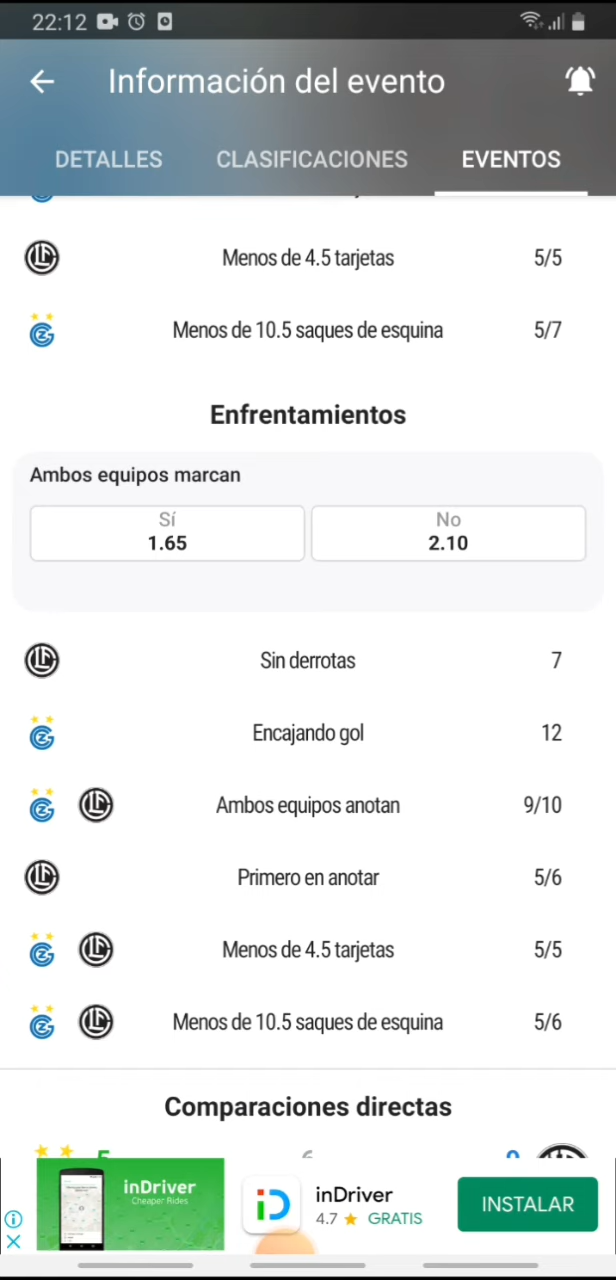 22:12
Información del evento
DETALLES CLASIFICACIONES EVENTOS
Menos de 4.5 tarjetas 5/5
Menos de 10.5 saques de esquina 5/7
Enfrentamientos
Ambos equipos marcan
Sí No
1.65 2.10
Sin derrotas 7
Encajando gol 12
Ambos equipos anotan 9/10
Primero en anotar 5/6
Menos de 4.5 tarjetas 5/5
Menos de 10.5 saques de esquina 5/6
Comparaciones directas
inDriver
Cheaper Rides
inDriver
4.7 ★ GRATIS
INSTALAR